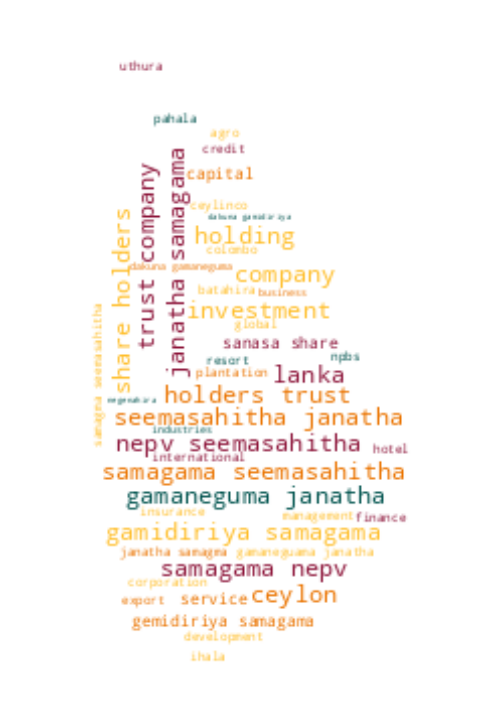 uthura
pahala
agro
credit
capital
trust company
janatha samagama
share holders
ceylinco
dakuna gamidiriya
holding
colombo
dakuna gamaneguma
company
batahira
business
investment
global
samagma seemasahitha
sanasa share
resort
npbs
plantation
lanka
holders trust
negenahira
seemasahitha janatha
industries
nepv seemasahitha
hotel
international
samagama seemasahitha
gamaneguma janatha
insurance
management
finance
gamidiriya samagama
janatha samagma
gamaneguama janatha
samagama nepv
corporation
export
service
ceylon
gemidiriya samagama
development
ihala